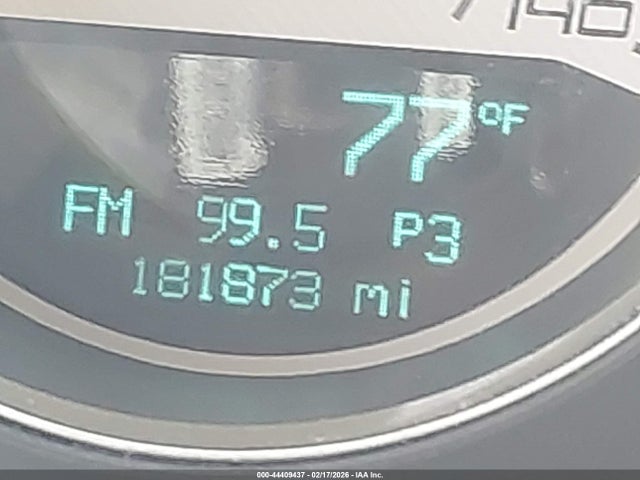 77°F
FM 99.5 P3
181873 mi
000-44409437 - 02/17/2026 - IAA Inc.